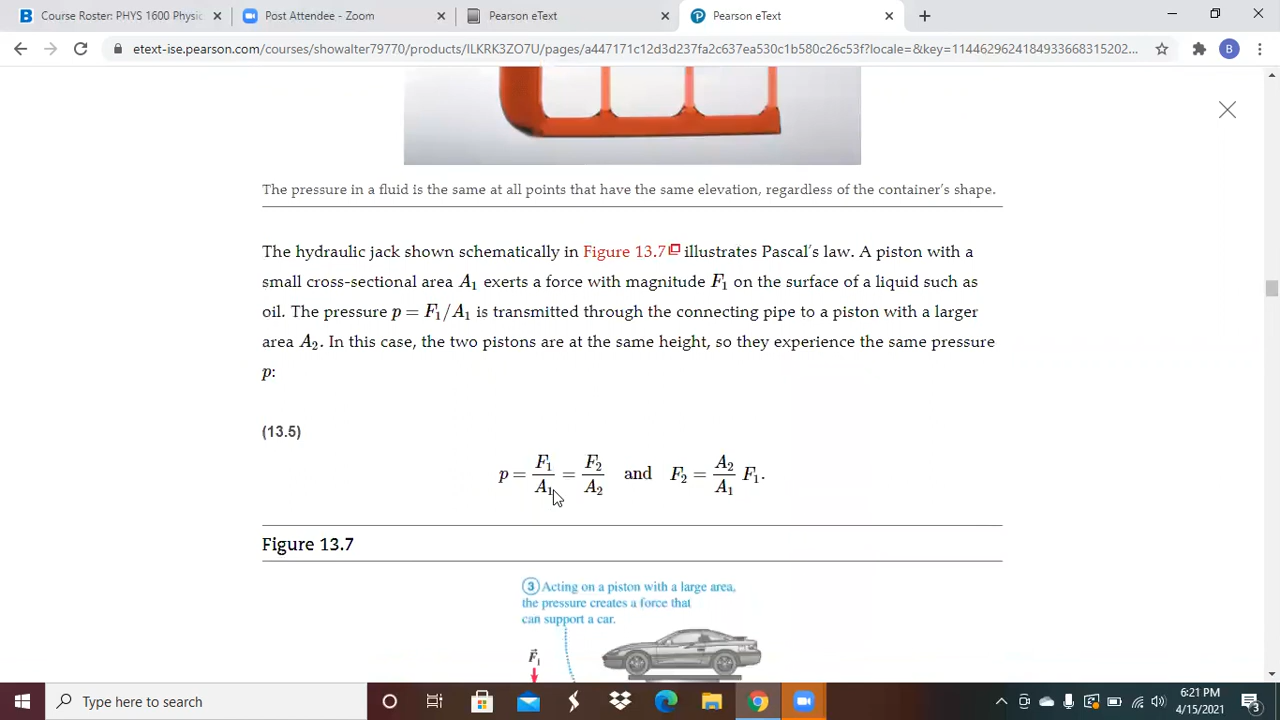 Course Roster: PHYS 1600 Physic
Post Attendee - Zoom
Pearson eText
Pearson eText
etext-ise.pearson.com/courses/showalter79770/products/ILKRK3ZO7U/pages/a447171c12d3d237fa2c637ea530c1b580c26c53f?locale=&key=11446296241849336683152​02...
B
The pressure in a fluid is the same at all points that have the same elevation, regardless of the container's shape.
The hydraulic jack shown schematically in Figure 13.7 illustrates Pascal's law. A piston with a
small cross-sectional area A₁ exerts a force with magnitude F₁ on the surface of a liquid such as
oil. The pressure p = F₁/A₁ is transmitted through the connecting pipe to a piston with a larger
area A₂. In this case, the two pistons are at the same height, so they experience the same pressure
p:
(13.5)
p = F₁/A₁ = F₂/A₂ and F₂ = A₂/A₁ F₁.
Figure 13.7
③ Acting on a piston with a large area,
the pressure creates a force that
can support a car.
F⃗₁
Type here to search
6:21 PM
4/15/2021
3